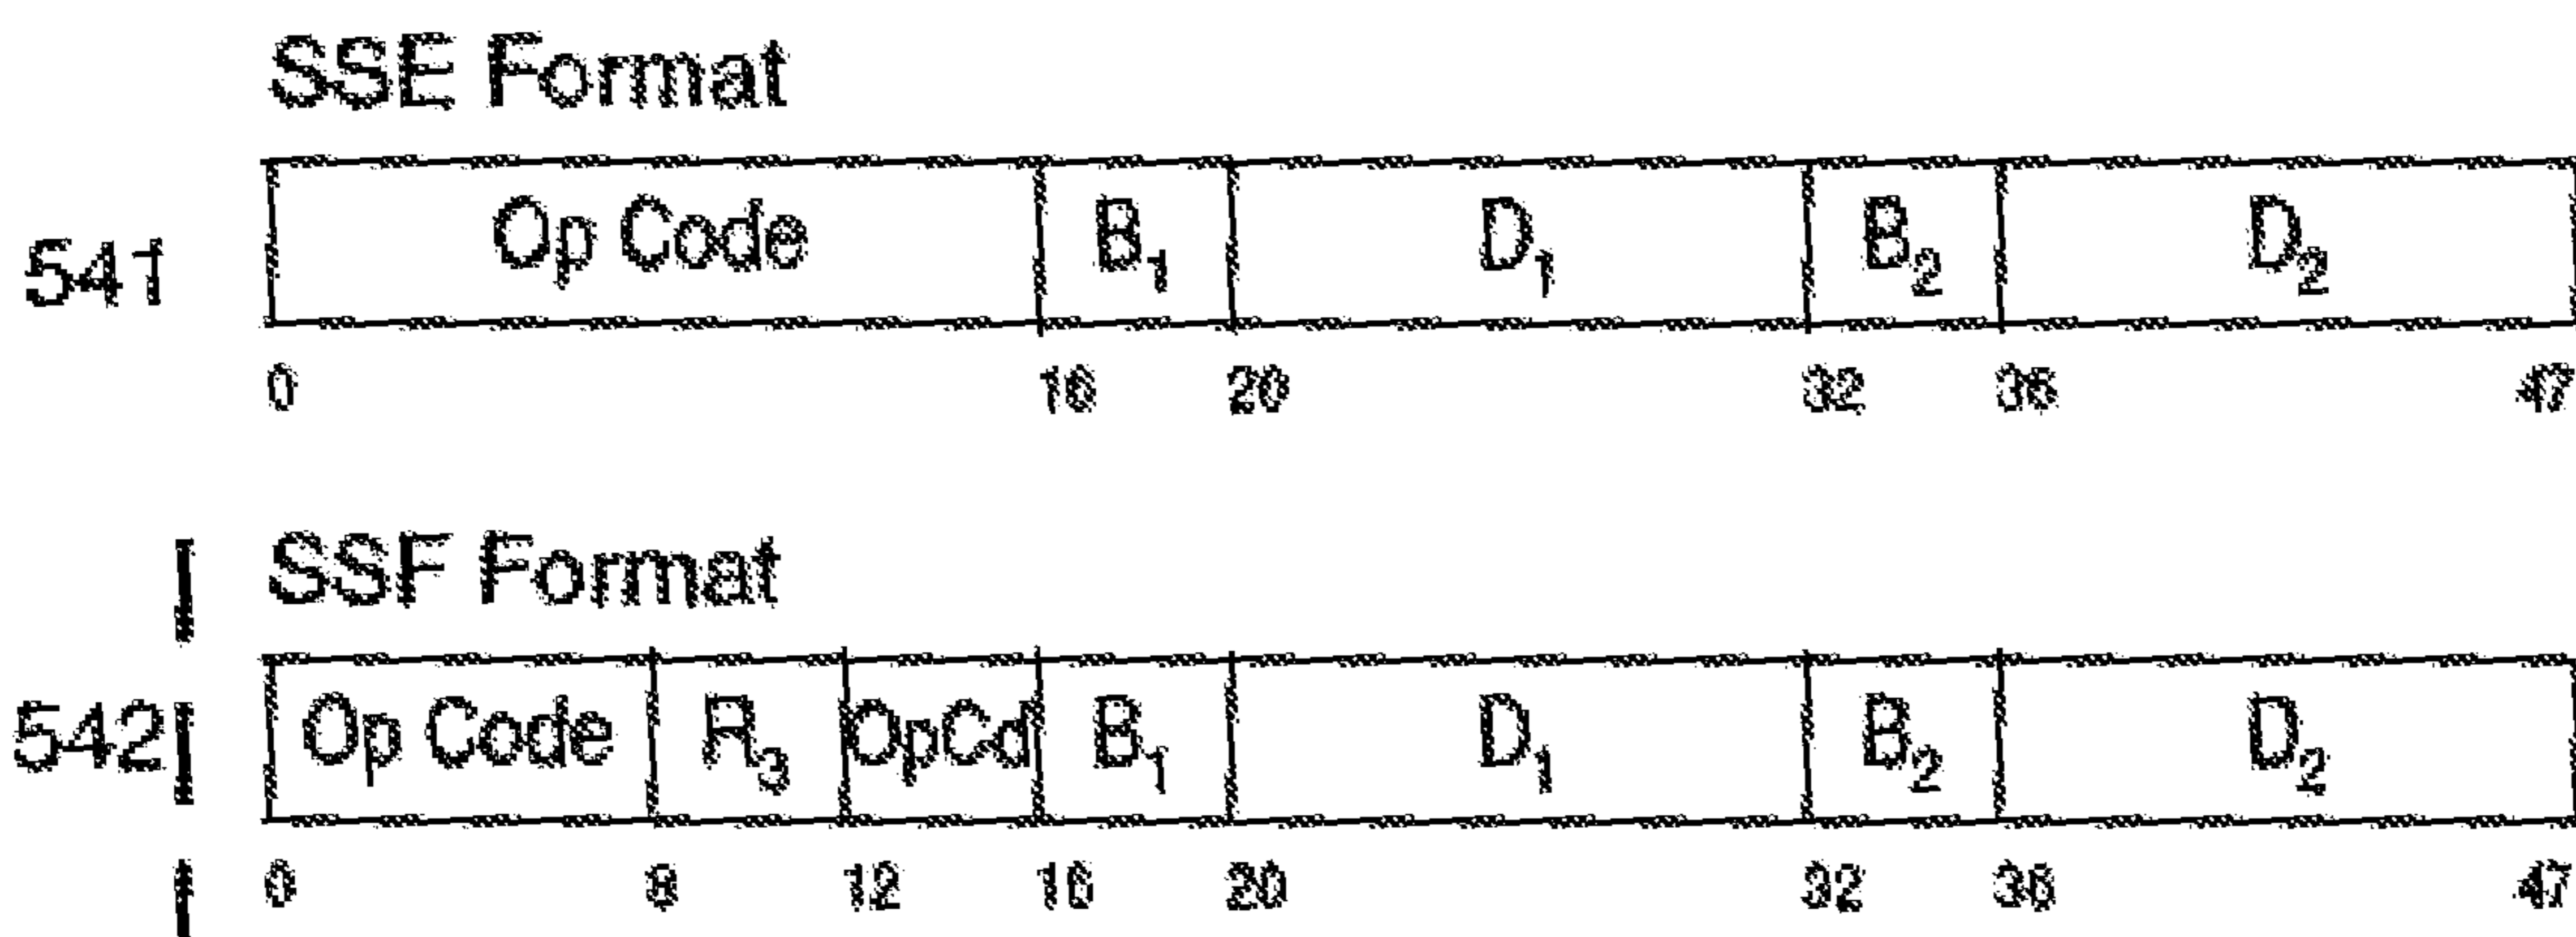 SSE Format
541 Op Code B₁ D₁ B₂ D₂
0 16 20 32 36 47
SSF Format
542 Op Code R₃ OpCd B₁ D₁ B₂ D₂
0 8 12 16 20 32 36 47